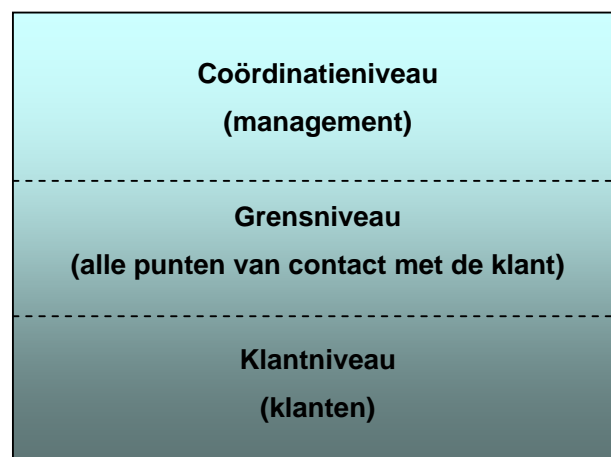 Coördinatieniveau
(management)
Grensniveau
(alle punten van contact met de klant)
Klantniveau
(klanten)